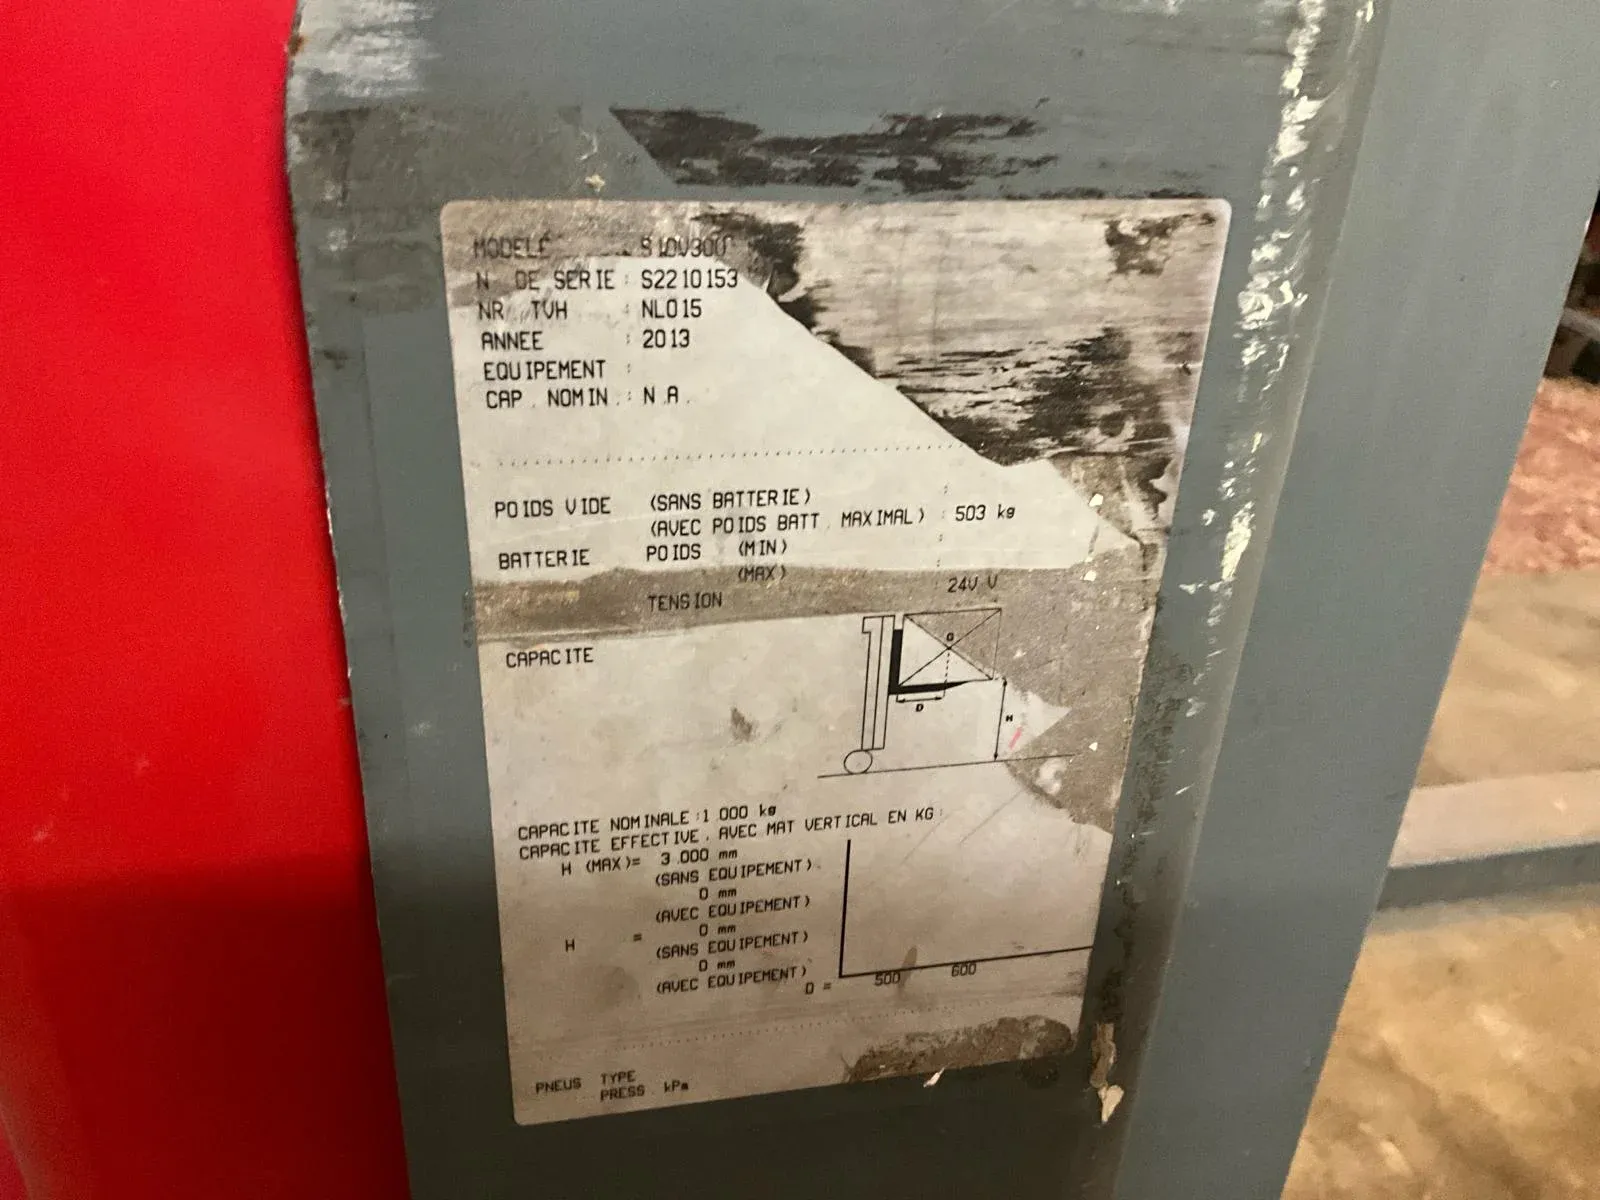 MODELE S10V300
N DE SERIE : S2210153
NR TVH : NL015
ANNEE : 2013
EQUIPEMENT :
CAP. NOMIN. : N.A.
POIDS VIDE (SANS BATTERIE) :
(AVEC POIDS BATT. MAXIMAL) : 503 kg
BATTERIE POIDS (MIN) :
(MAX) :
TENSION : 24V V
CAPACITE
G
D
H
CAPACITE NOMINALE :1.000 kg
CAPACITE EFFECTIVE, AVEC MAT VERTICAL EN KG:
H (MAX)= 3.000 mm
(SANS EQUIPEMENT).
0 mm
(AVEC EQUIPEMENT)
H = 0 mm
(SANS EQUIPEMENT)
0 mm
(AVEC EQUIPEMENT)
D = 500 600
PNEUS TYPE
PRESS. kPa